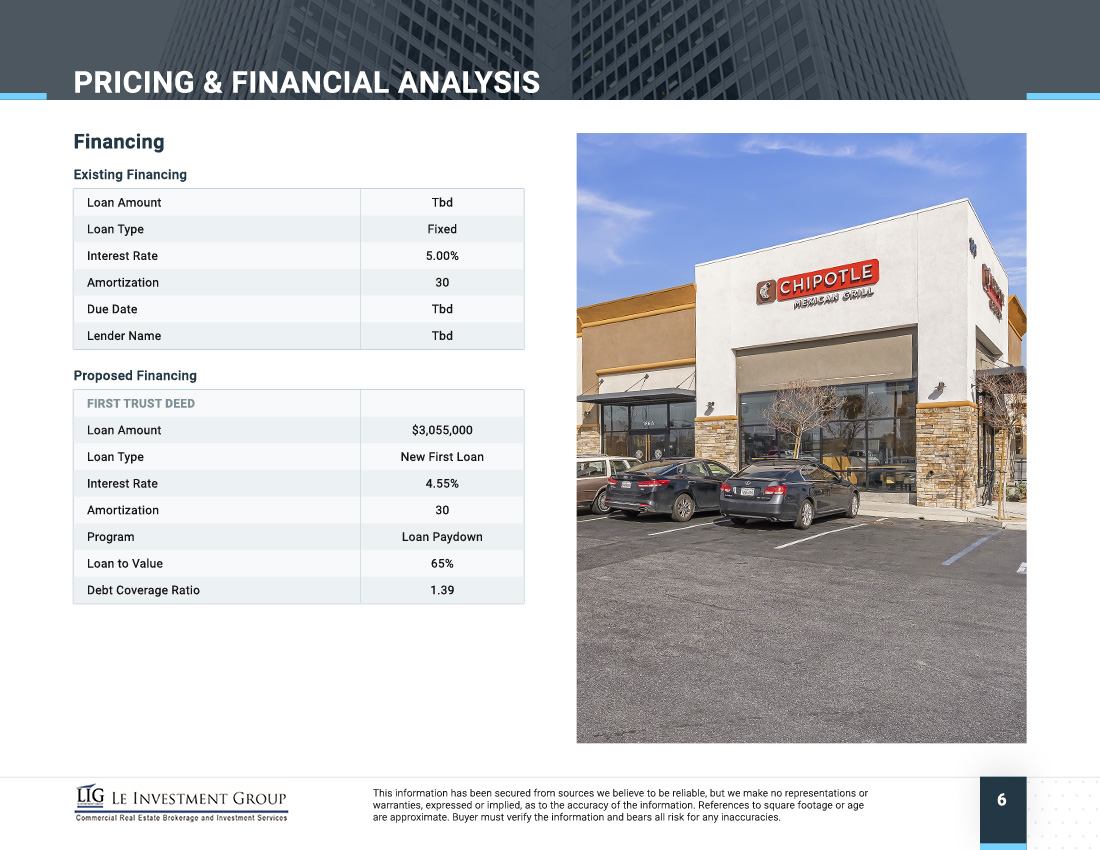 PRICING & FINANCIAL ANALYSIS
Financing
Existing Financing
Loan Amount Tbd
Loan Type Fixed
Interest Rate 5.00%
Amortization 30
Due Date Tbd
Lender Name Tbd
Proposed Financing
FIRST TRUST DEED
Loan Amount $3,055,000
Loan Type New First Loan
Interest Rate 4.55%
Amortization 30
Program Loan Paydown
Loan to Value 65%
Debt Coverage Ratio 1.39
CHIPOTLE
MEXICAN GRILL
LIG LE INVESTMENT GROUP
Commercial Real Estate Brokerage and Investment Services
This information has been secured from sources we believe to be reliable, but we make no representations or
warranties, expressed or implied, as to the accuracy of the information. References to square footage or age
are approximate. Buyer must verify the information and bears all risk for any inaccuracies.
6